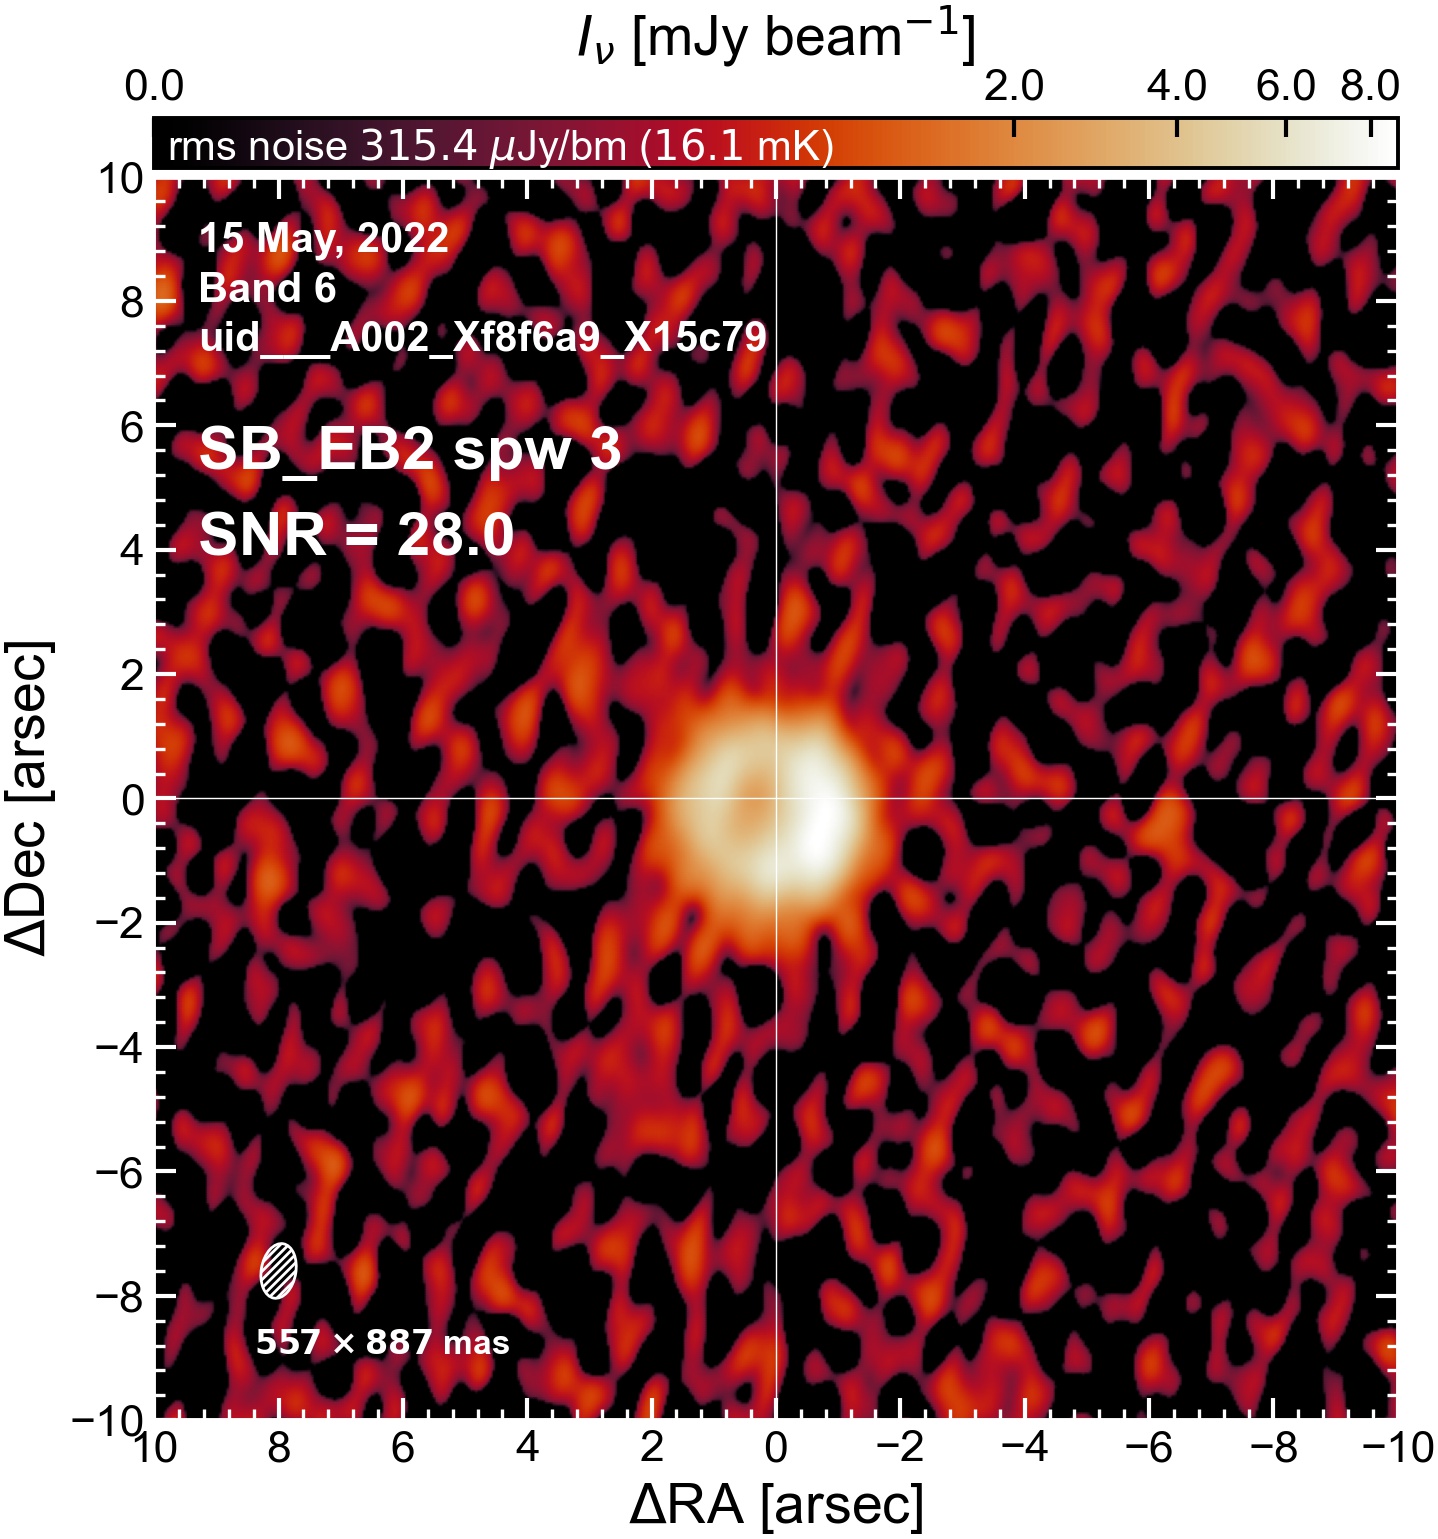 Iν [mJy beam−1]
0.0 2.0 4.0 6.0 8.0
rms noise 315.4 μJy/bm (16.1 mK)
10
15 May, 2022
Band 6
8
uid___A002_Xf8f6a9_X15c79
6
SB_EB2 spw 3
SNR = 28.0
4
2
ΔDec [arsec]
0
−2
−4
−6
−8
557 × 887 mas
−10
10 8 6 4 2 0 −2 −4 −6 −8 −10
ΔRA [arsec]